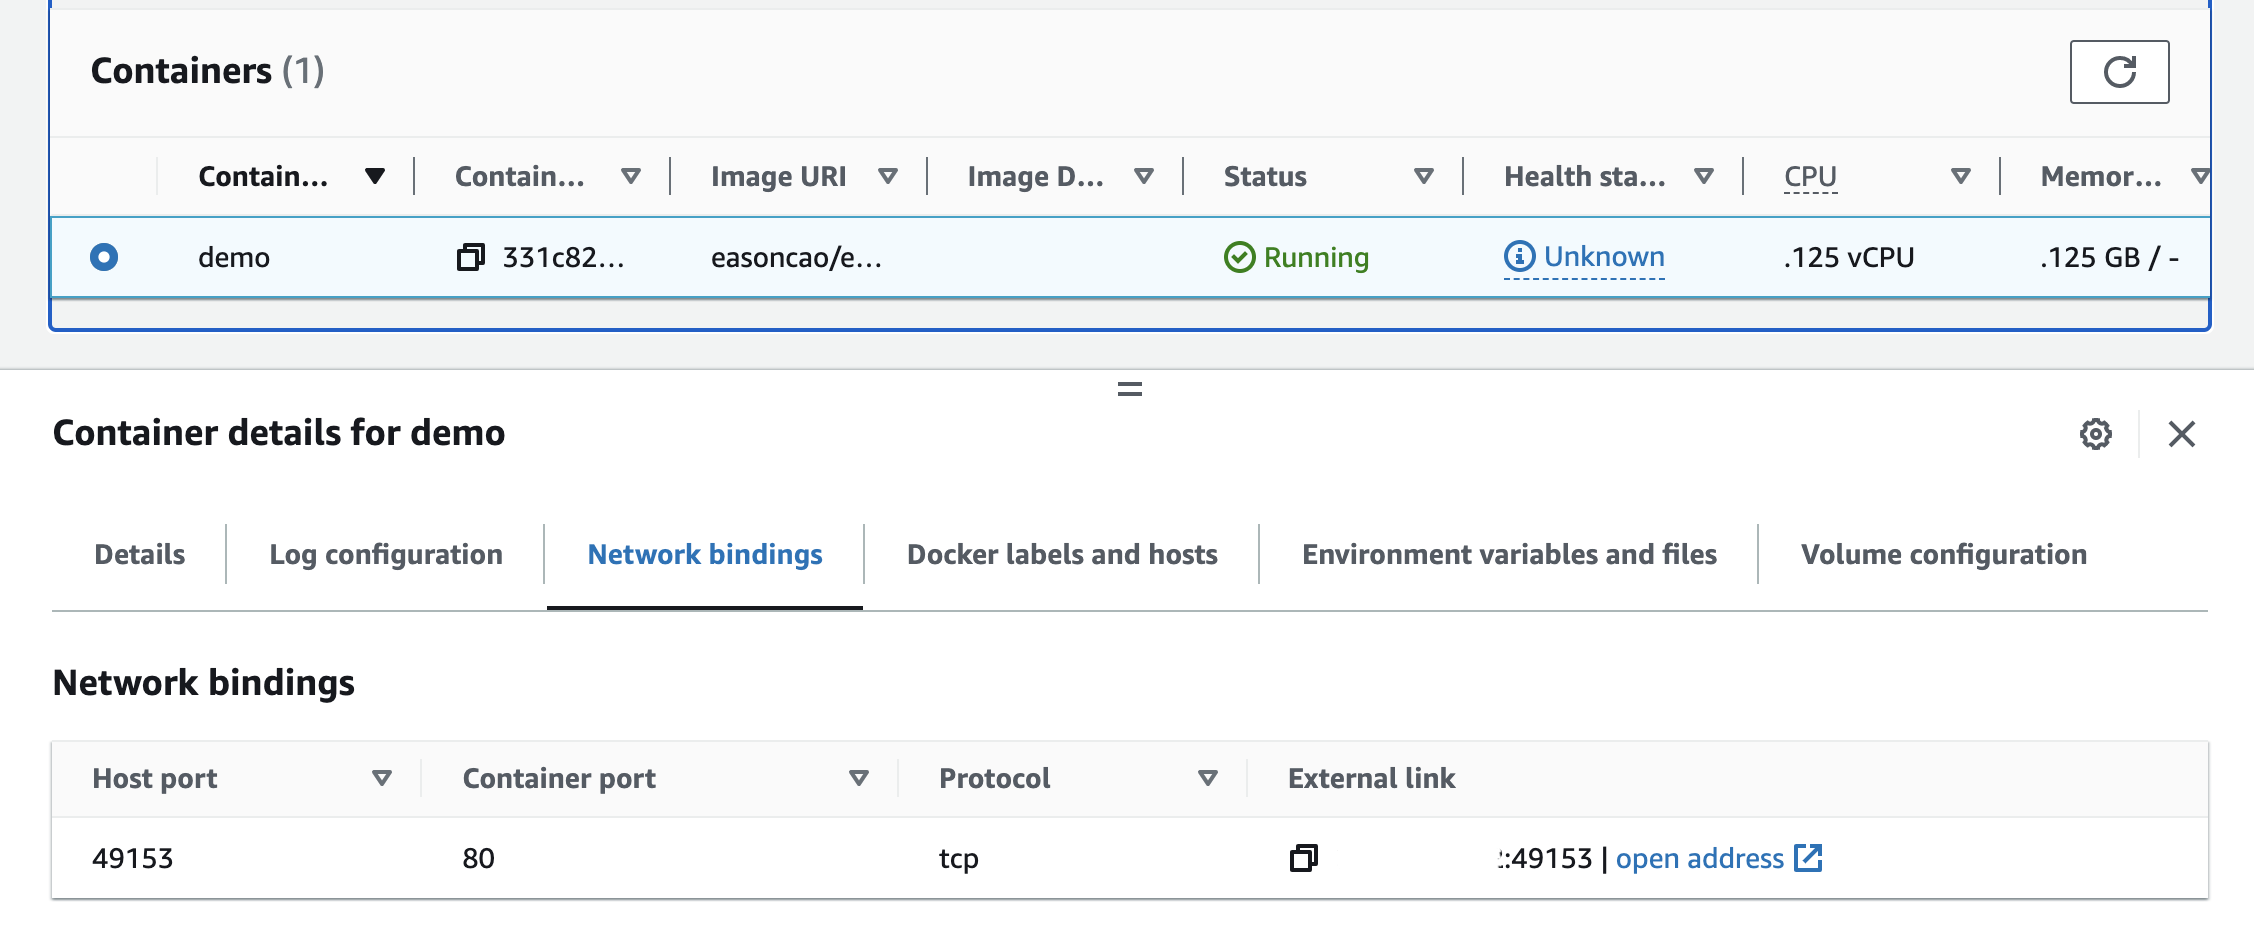 Containers (1)
Contain... Contain... Image URI Image D... Status Health sta... CPU Memor...
demo 331c82... easoncao/e... Running Unknown .125 vCPU .125 GB / -
Container details for demo
Details Log configuration Network bindings Docker labels and hosts Environment variables and files Volume configuration
Network bindings
Host port Container port Protocol External link
49153 80 tcp :49153 | open address